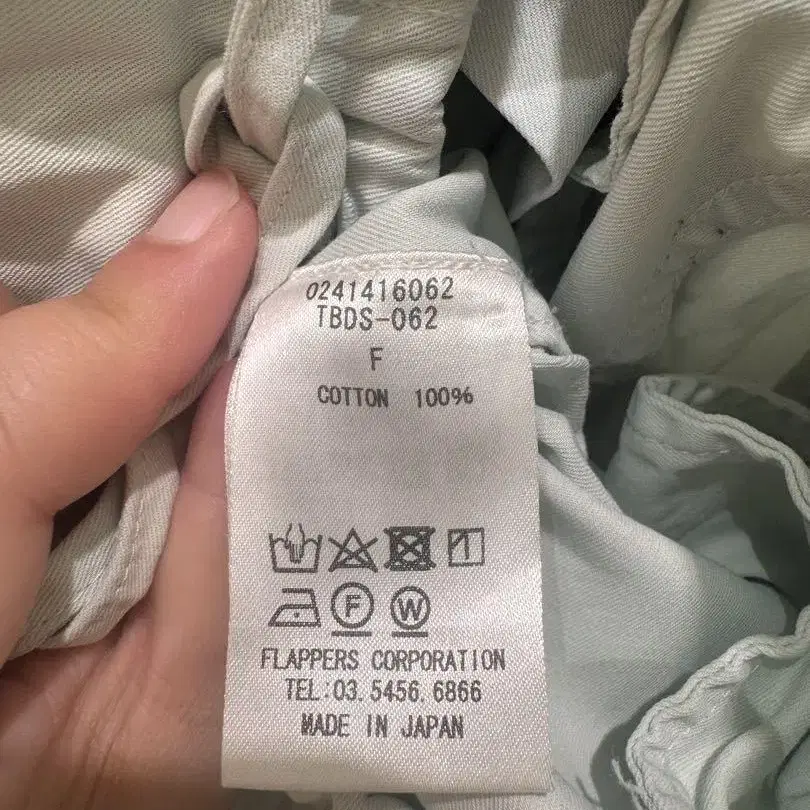 0241416062
TBDS-062
F
COTTON 100%
F W
FLAPPERS CORPORATION
TEL:03.5456.6866
MADE IN JAPAN